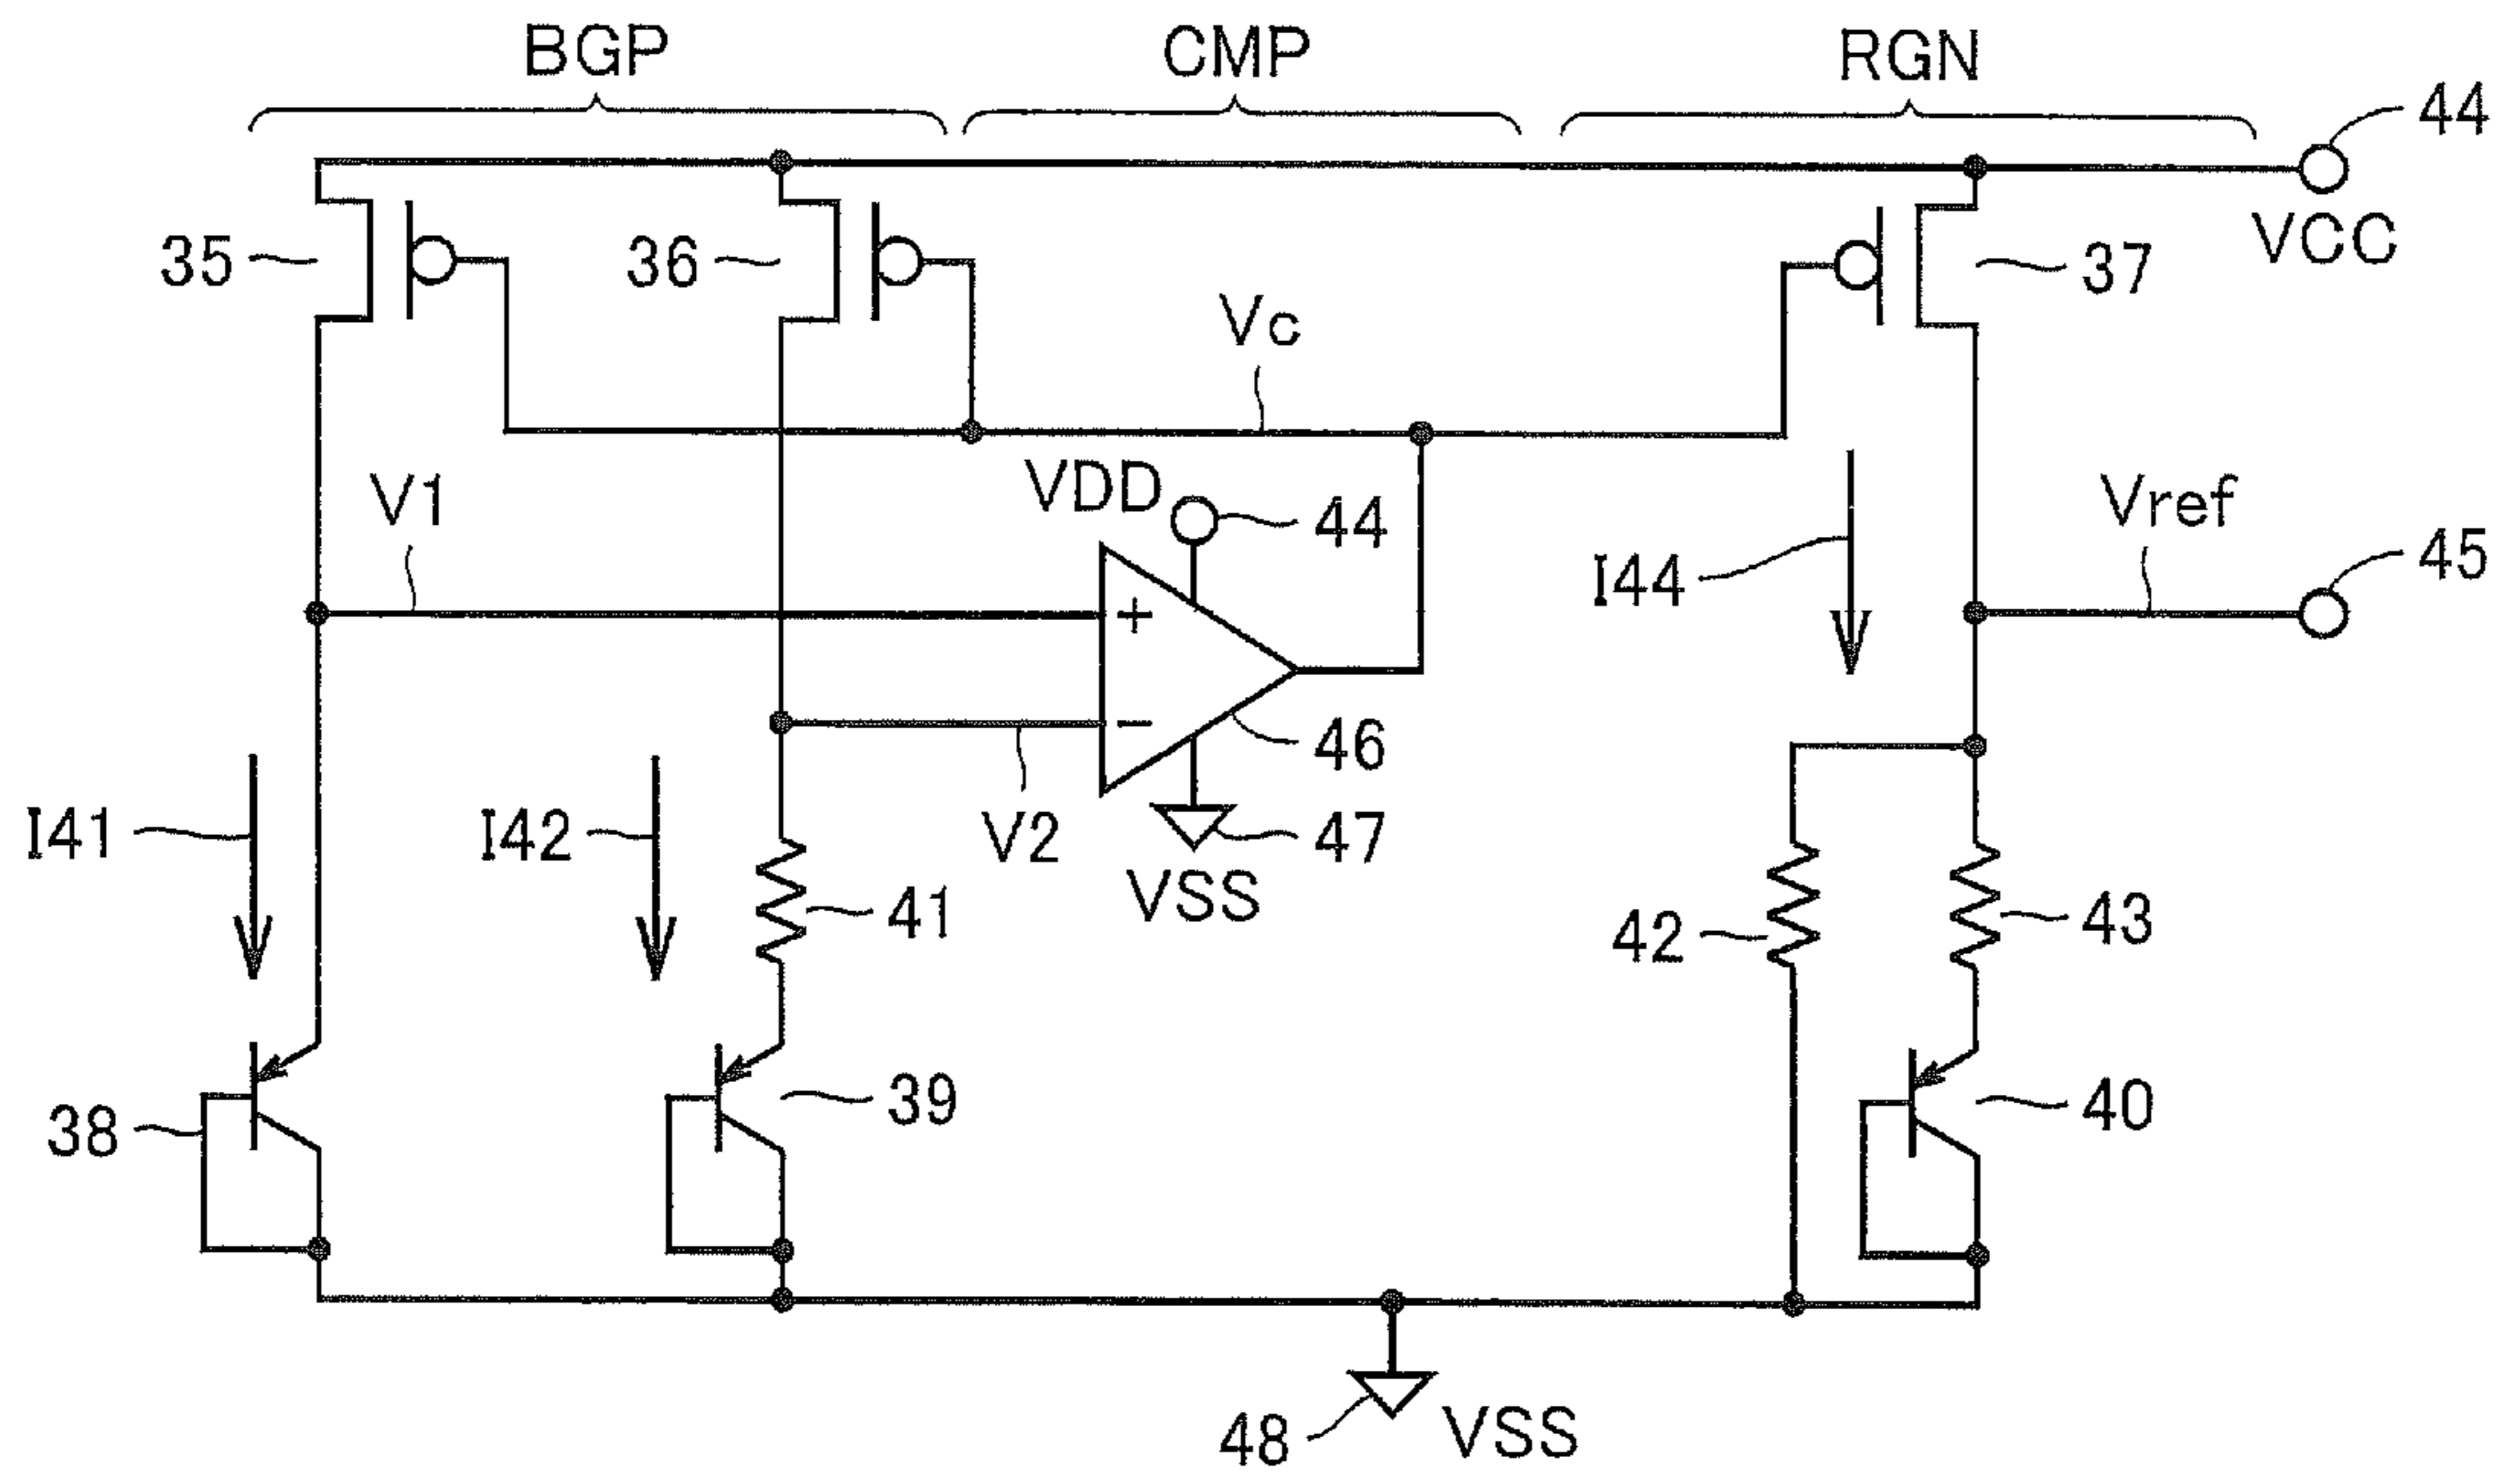 BGP CMP RGN
44
VCC
35 36 37
Vc
V1 VDD 44 Vref
I44 45
+
−
46
I41 I42 V2 47
VSS
41 42 43
38 39 40
48 VSS